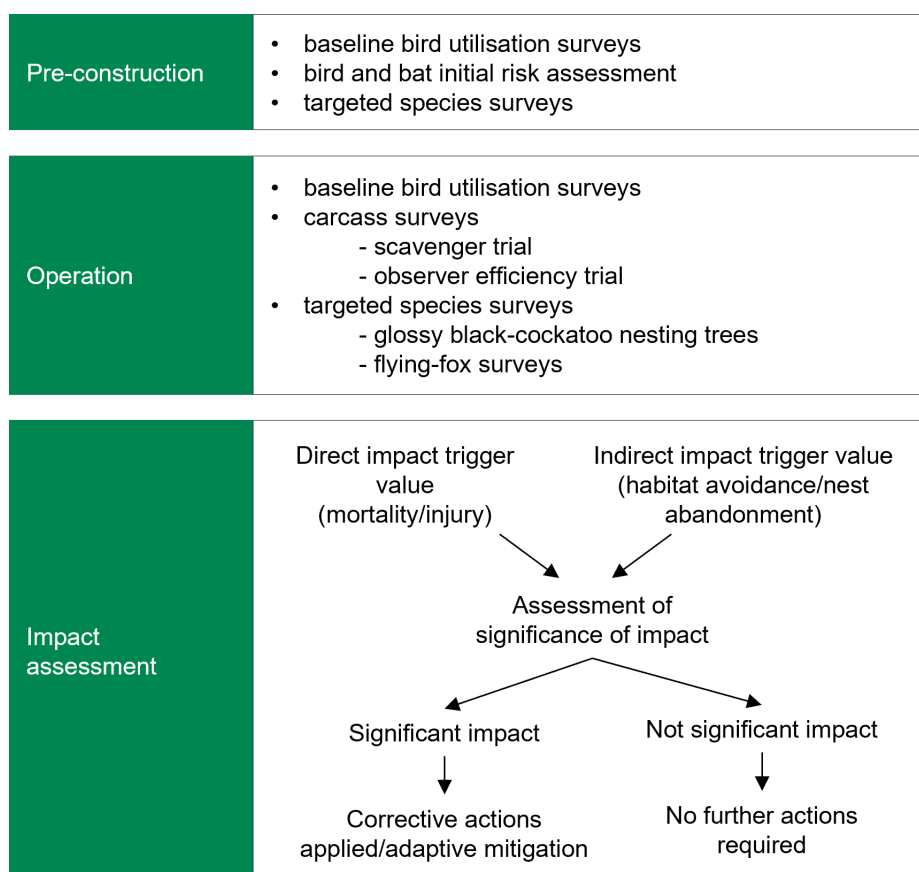 Pre-construction
• baseline bird utilisation surveys
• bird and bat initial risk assessment
• targeted species surveys
Operation
• baseline bird utilisation surveys
• carcass surveys
- scavenger trial
- observer efficiency trial
• targeted species surveys
- glossy black-cockatoo nesting trees
- flying-fox surveys
Impact
assessment
Direct impact trigger
value
(mortality/injury)
Indirect impact trigger value
(habitat avoidance/nest
abandonment)
Assessment of
significance of impact
Significant impact
Not significant impact
Corrective actions
applied/adaptive mitigation
No further actions
required